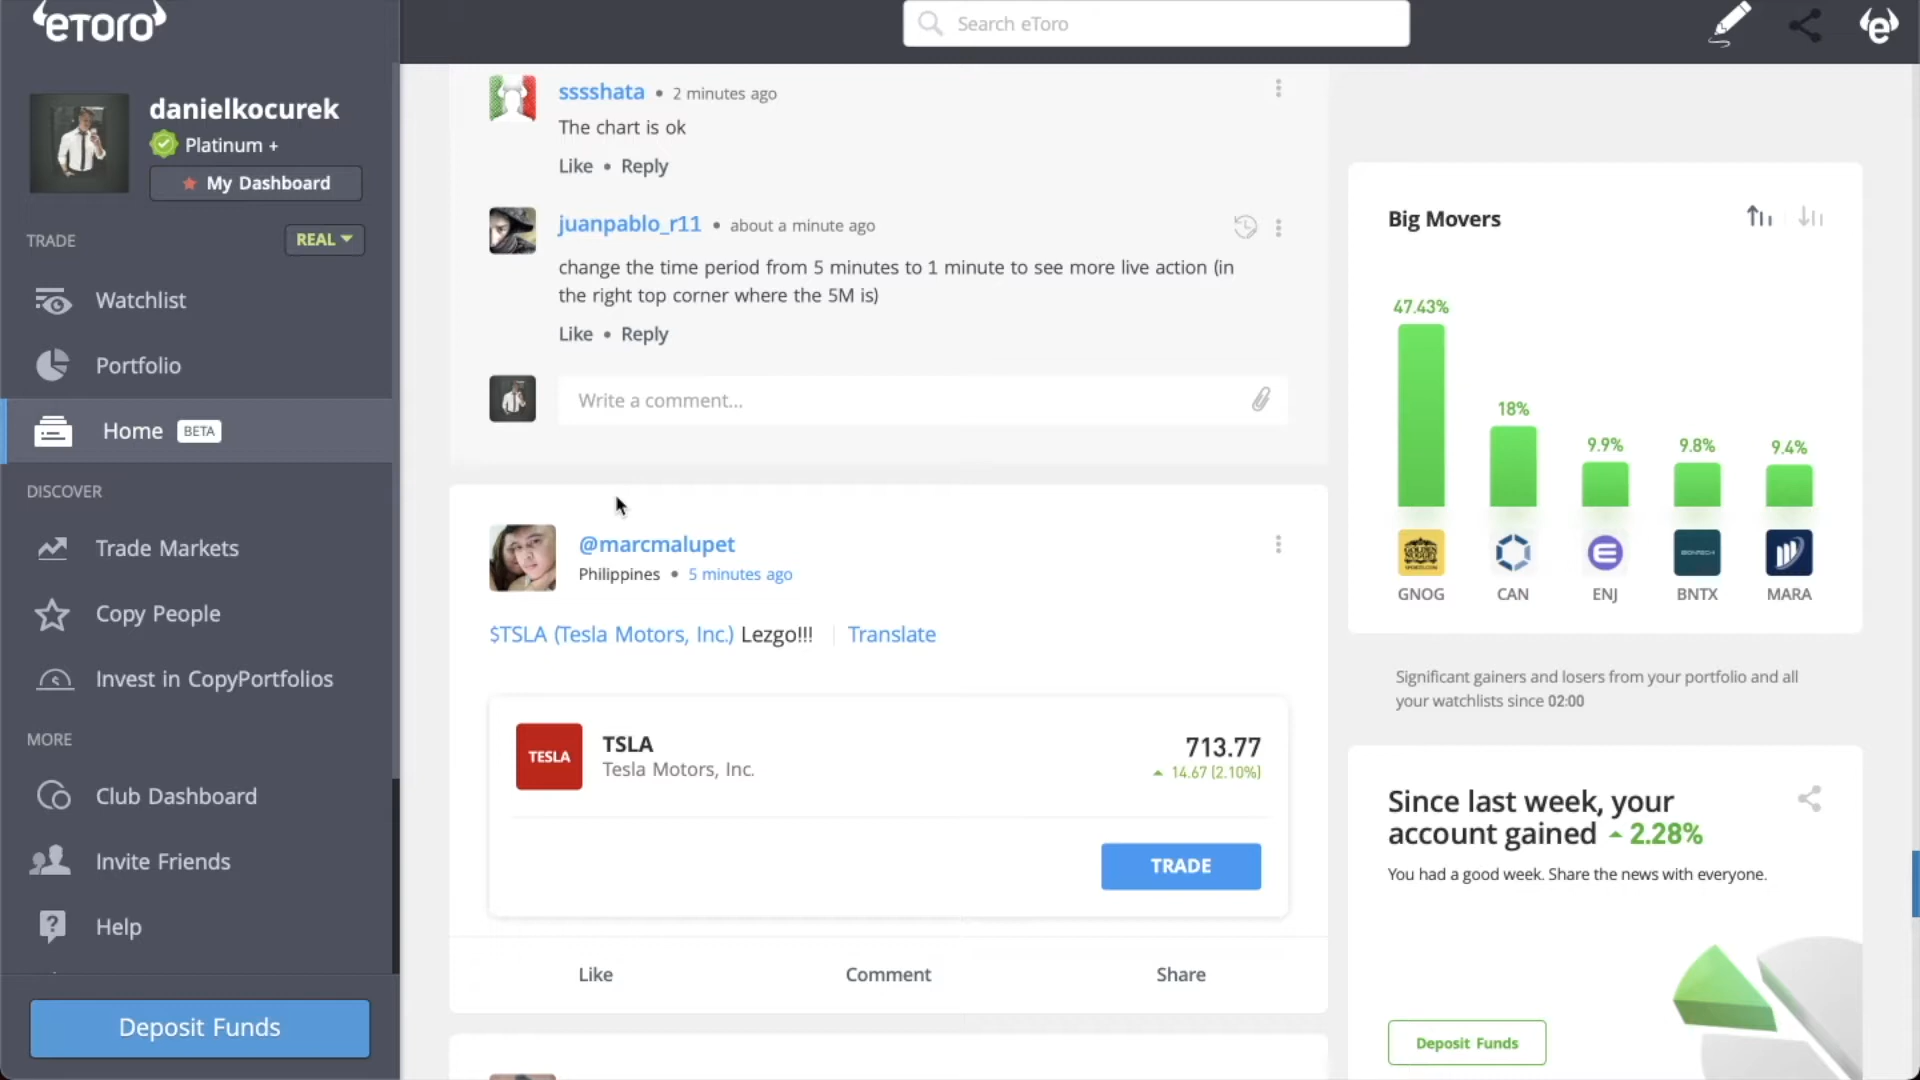 eToro
Search eToro
danielkocurek
Platinum +
My Dashboard
TRADE
REAL
Watchlist
Portfolio
Home BETA
DISCOVER
Trade Markets
Copy People
Invest in CopyPortfolios
MORE
Club Dashboard
Invite Friends
Help
Deposit Funds
sssshata • 2 minutes ago
The chart is ok
Like • Reply
juanpablo_r11 • about a minute ago
change the time period from 5 minutes to 1 minute to see more live action (in
the right top corner where the 5M is)
Like • Reply
Write a comment...
@marcmalupet
Philippines • 5 minutes ago
$TSLA (Tesla Motors, Inc.) Lezgo!!! Translate
TESLA
TSLA
Tesla Motors, Inc.
713.77
14.67 (2.10%)
TRADE
Like Comment Share
Big Movers
47.43%
18%
9.9%
9.8%
9.4%
GOLDEN
NUGGET
BIONTECH
GNOG CAN ENJ BNTX MARA
Significant gainers and losers from your portfolio and all
your watchlists since 02:00
Since last week, your
account gained 2.28%
You had a good week. Share the news with everyone.
Deposit Funds